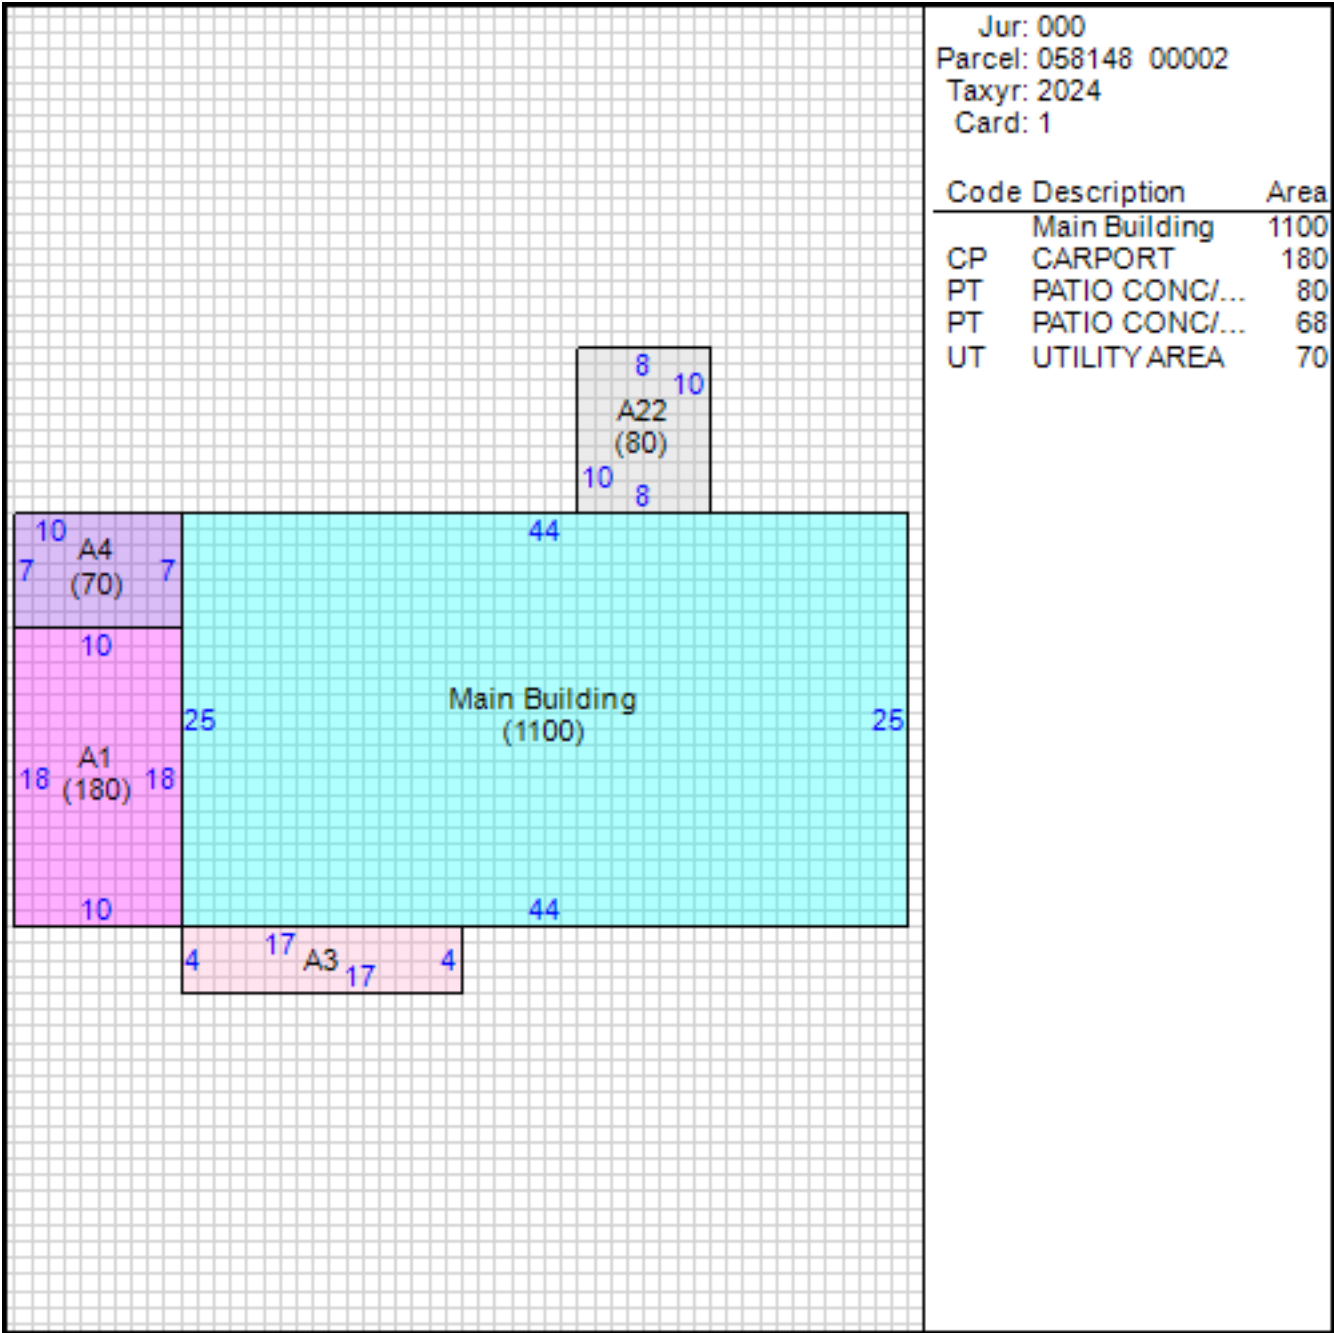 Jur: 000
Parcel: 058148 00002
Taxyr: 2024
Card: 1
Code Description Area
Main Building 1100
CP CARPORT 180
PT PATIO CONC/... 80
PT PATIO CONC/... 68
UT UTILITY AREA 70
8
10
A22
(80)
10
8
10
A4
7 7
(70)
44
10
Main Building
(1100)
25 25
A1
18 18
(180)
10
44
17
4 A3 4
17